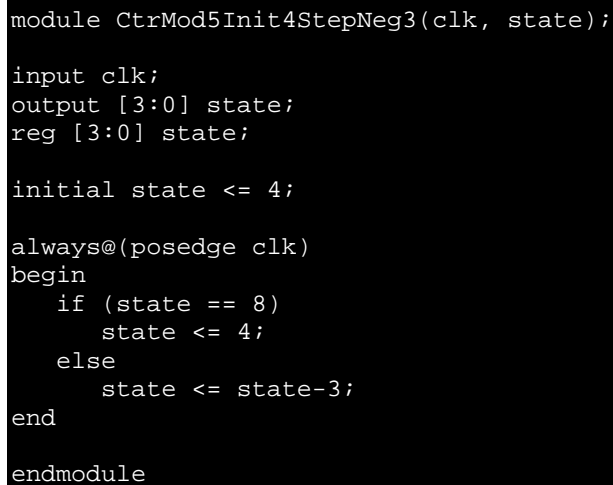 module CtrMod5Init4StepNeg3(clk, state);
input clk;
output [3:0] state;
reg [3:0] state;
initial state <= 4;
always@(posedge clk)
begin
   if (state == 8)
      state <= 4;
   else
      state <= state-3;
end
endmodule